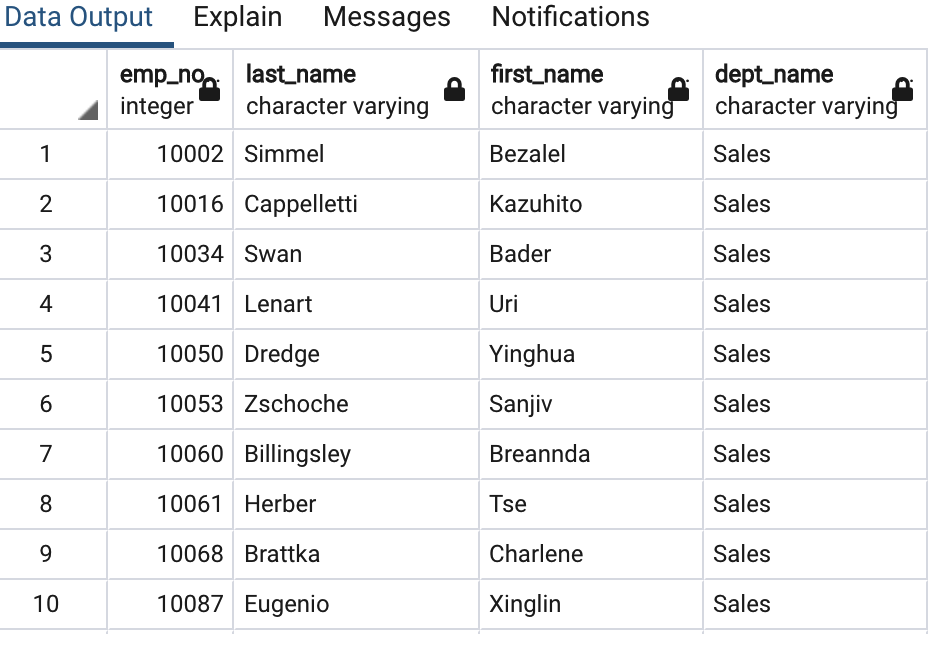 Data Output Explain Messages Notifications
emp_no last_name first_name dept_name
integer character varying character varying character varying
1 10002 Simmel Bezalel Sales
2 10016 Cappelletti Kazuhito Sales
3 10034 Swan Bader Sales
4 10041 Lenart Uri Sales
5 10050 Dredge Yinghua Sales
6 10053 Zschoche Sanjiv Sales
7 10060 Billingsley Breannda Sales
8 10061 Herber Tse Sales
9 10068 Brattka Charlene Sales
10 10087 Eugenio Xinglin Sales